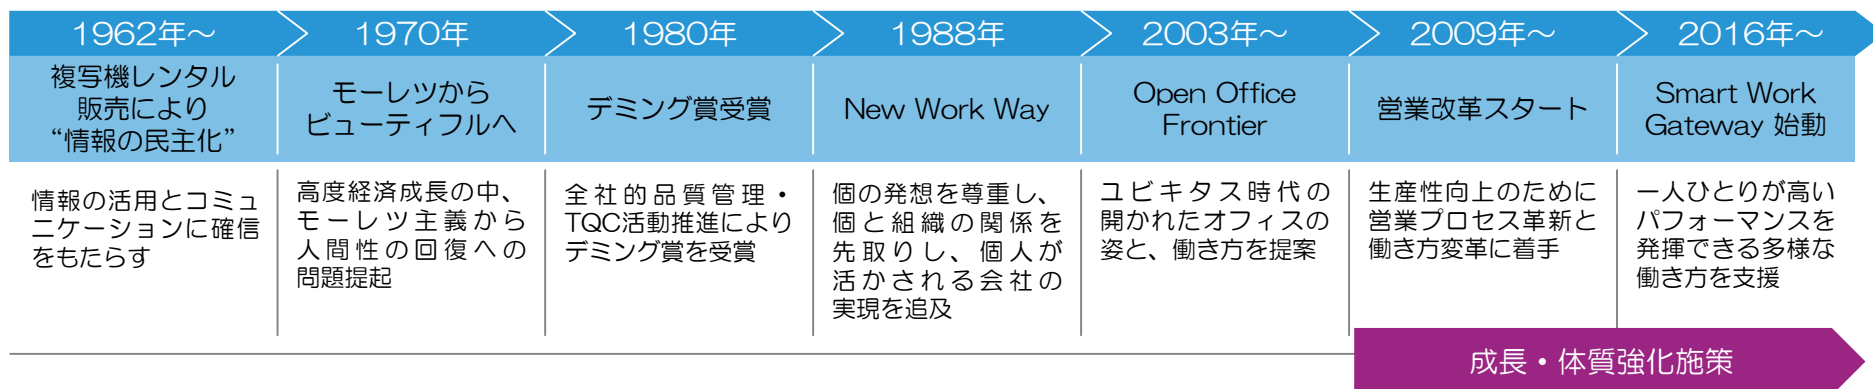 1962年～
1970年
1980年
1988年
2003年～
2009年～
2016年～
複写機レンタル
販売により
“情報の民主化”
モーレツから
ビューティフルへ
デミング賞受賞
New Work Way
Open Office
Frontier
営業改革スタート
Smart Work
Gateway 始動
情報の活用とコミュ
ニケーションに確信
をもたらす
高度経済成長の中、
モーレツ主義から
人間性の回復への
問題提起
全社的品質管理・
TQC活動推進により
デミング賞を受賞
個の発想を尊重し、
個と組織の関係を
先取りし、個人が
活かされる会社の
実現を追及
ユビキタス時代の
開かれたオフィスの
姿と、働き方を提案
生産性向上のために
営業プロセス革新と
働き方変革に着手
一人ひとりが高い
パフォーマンスを
発揮できる多様な
働き方を支援
成長・体質強化施策